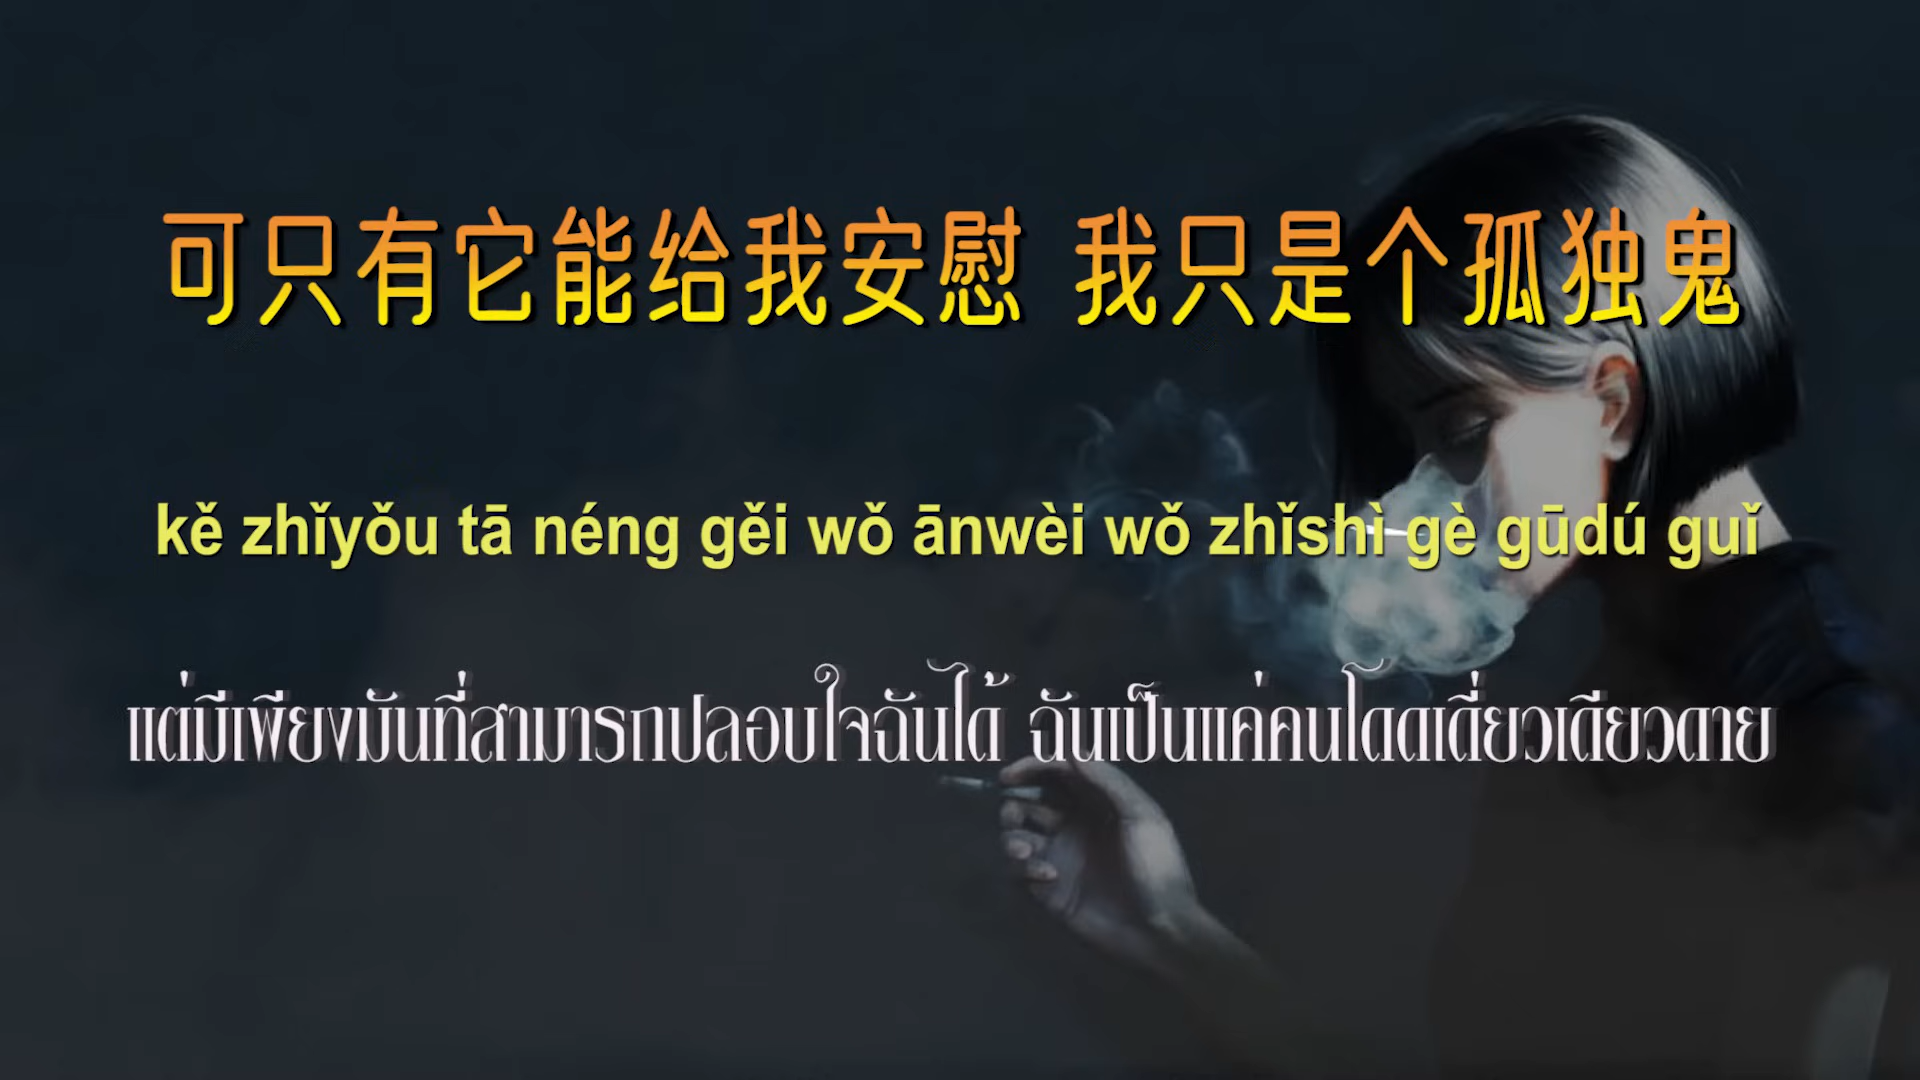 可只有它能给我安慰 我只是个孤独鬼
kě zhǐyǒu tā néng gěi wǒ ānwèi wǒ zhǐshì gè gūdú guǐ
แต่มีเพียงมันที่สามารถปลอบใจฉันได้ ฉันเป็นแค่คนโดดเดี่ยวเดียวดาย